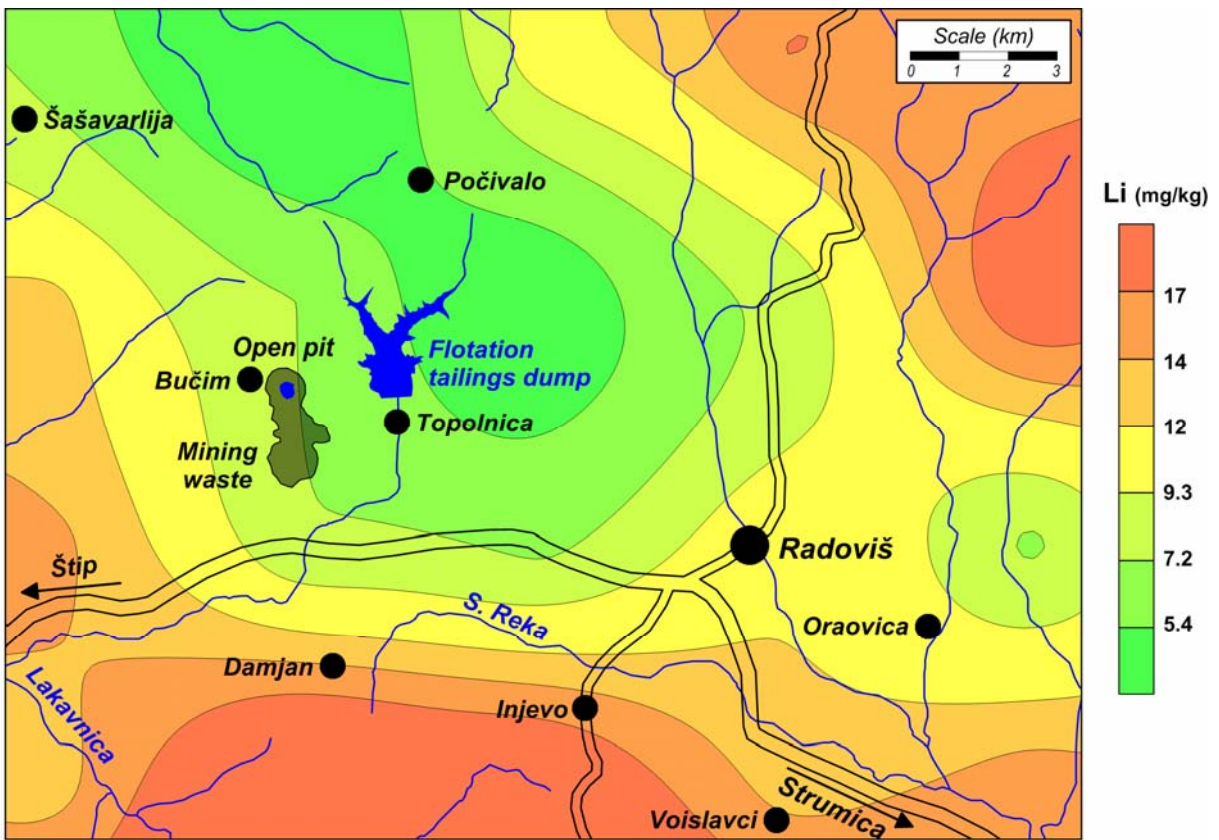 Scale (km)
0 1 2 3
Šašavarlija
Počivalo
Li (mg/kg)
17
14
12
9.3
7.2
5.4
Open pit
Bučim
Flotation
tailings dump
Topolnica
Mining
waste
Radoviš
Štip
S. Reka
Oraovica
Damjan
Lakavnica
Injevo
Strumica
Voislavci